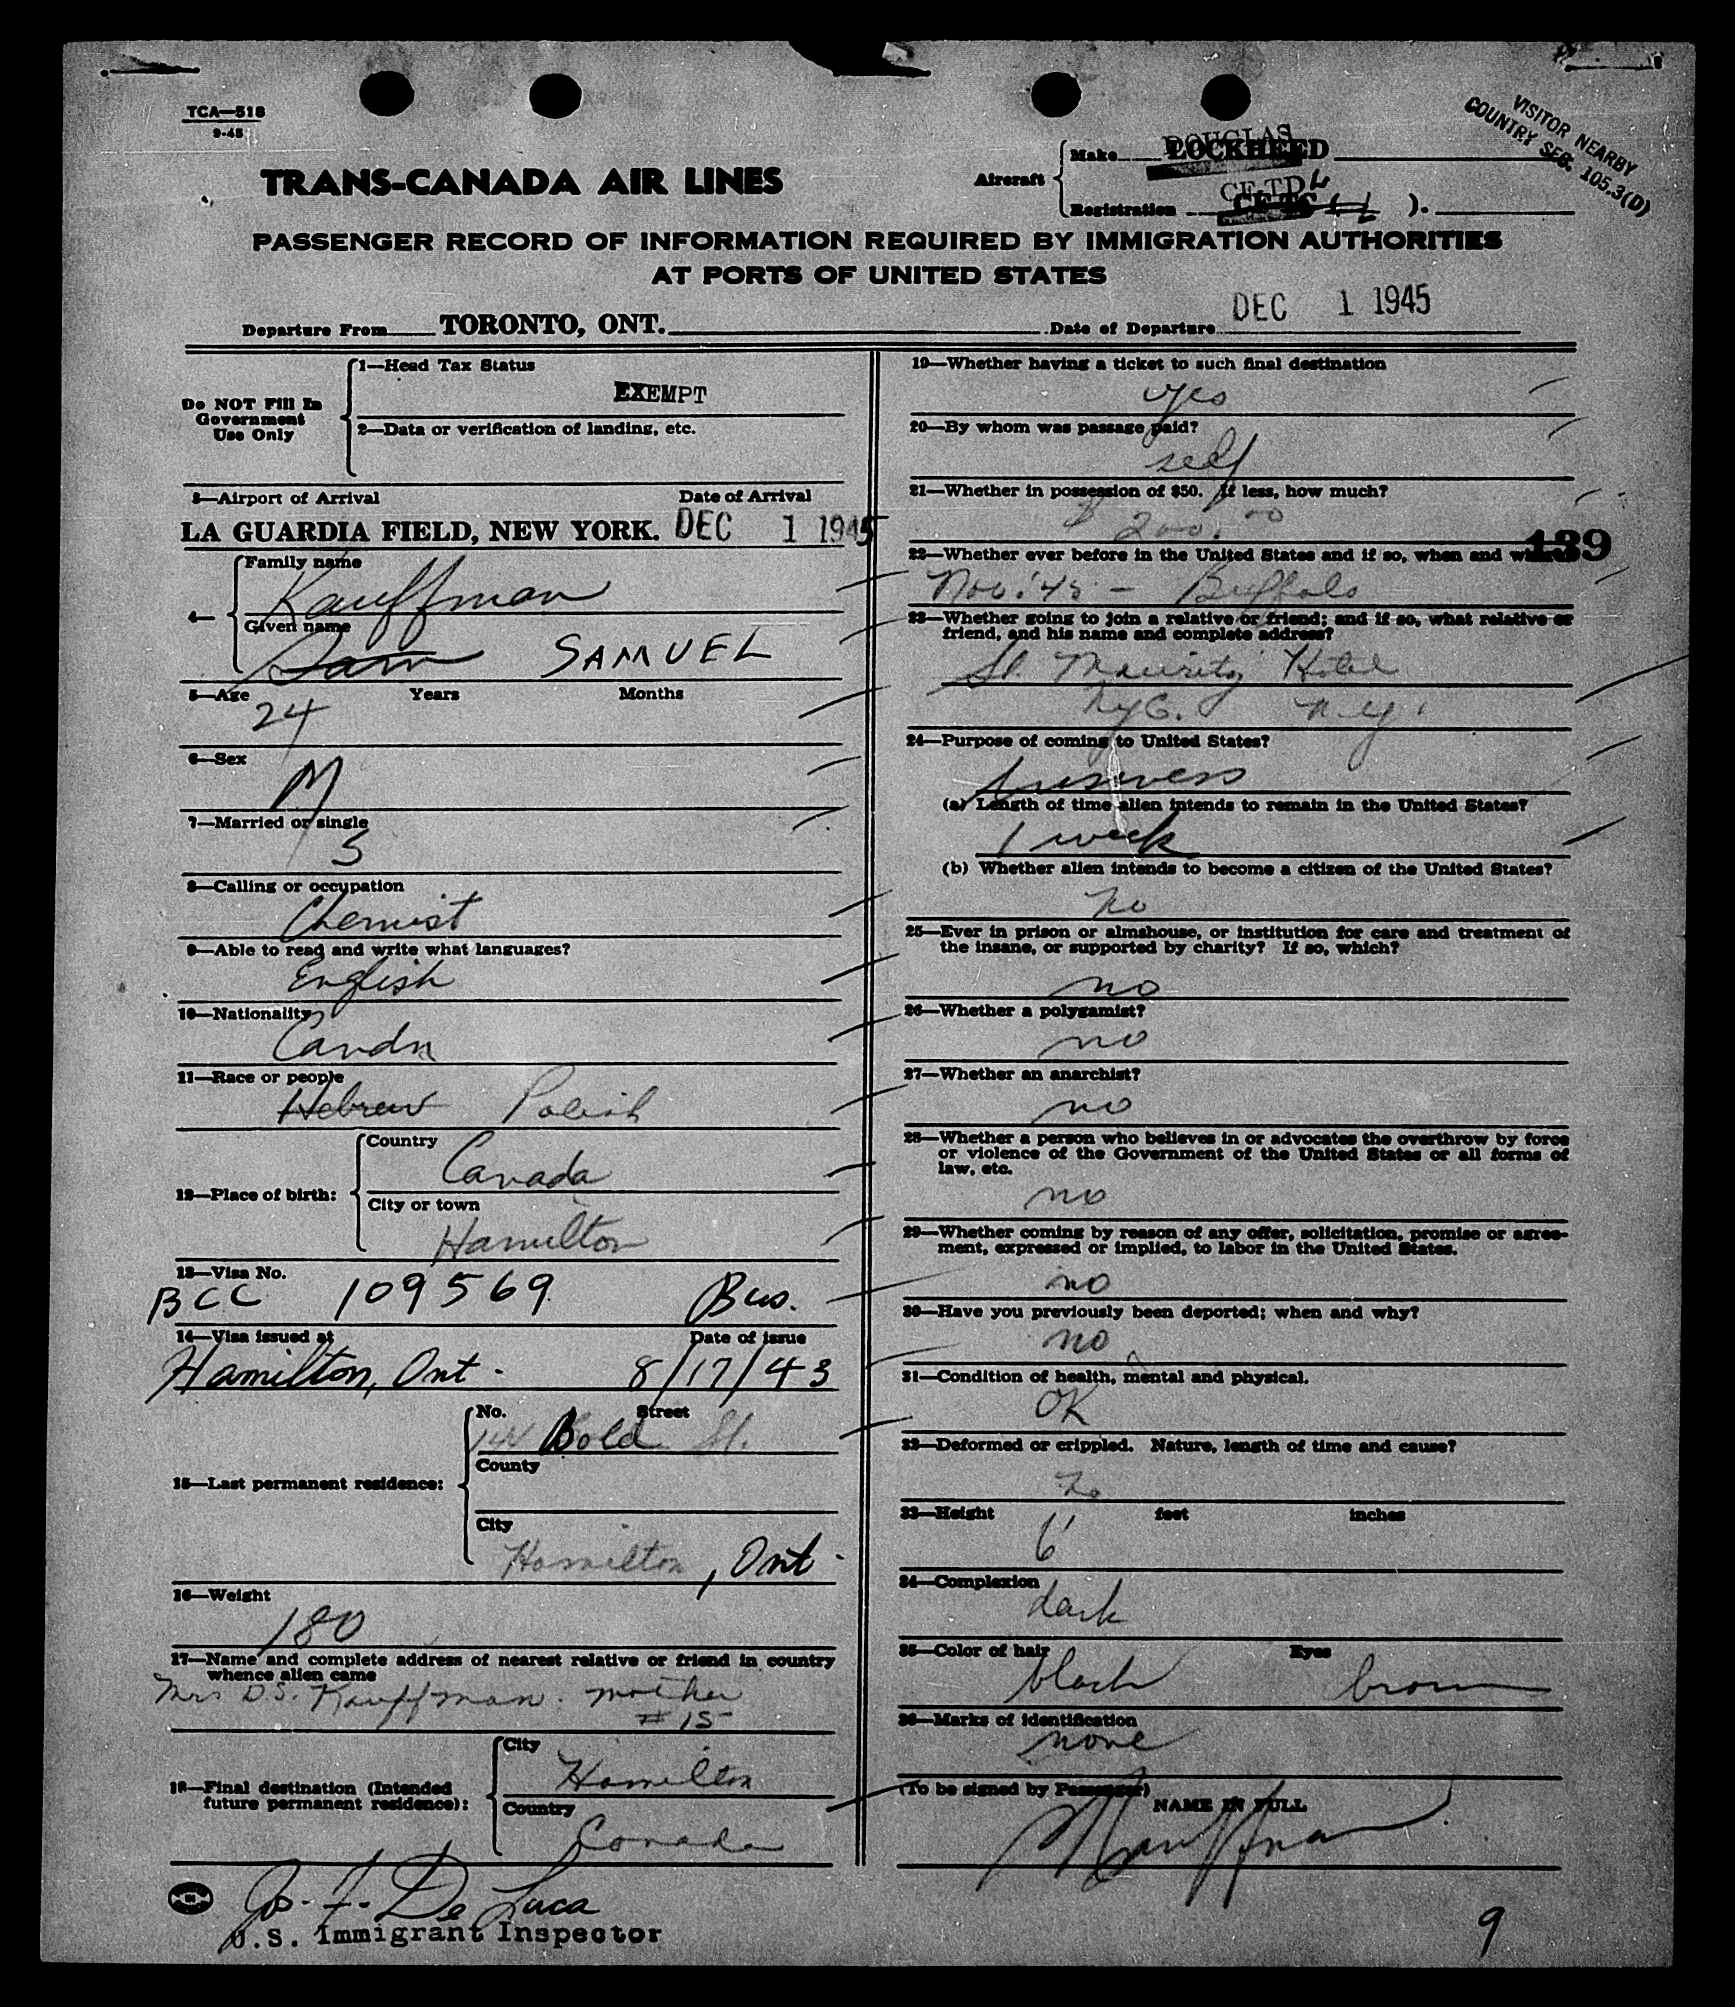 TCA—518
9-45
VISITOR NEARBY
COUNTRY SEC. 105.3(D)
TRANS-CANADA AIR LINES
Aircraft
Make DOUGLAS
LOCKHEED
Registration CF-TD
).
PASSENGER RECORD OF INFORMATION REQUIRED BY IMMIGRATION AUTHORITIES
AT PORTS OF UNITED STATES
Departure From TORONTO, ONT. Date of Departure DEC 1 1945
Do NOT Fill In
Government
Use Only
1—Head Tax Status
EXEMPT
2—Data or verification of landing, etc.
3—Airport of Arrival Date of Arrival
LA GUARDIA FIELD, NEW YORK. DEC 1 1945
4—
Family name
Kauffman
Given name
Sam SAMUEL
5—Age Years Months
24
6—Sex
M
7—Married or single
S
8—Calling or occupation
Chemist
9—Able to read and write what languages?
English
10—Nationality
Candn
11—Race or people
Hebrew Polish
12—Place of birth:
Country
Canada
City or town
Hamilton
13—Visa No.
BCC 109569 Bus.
14—Visa issued at Date of issue
Hamilton, Ont. 8/17/43
15—Last permanent residence:
No. Street
Bold St.
County
City
Hamilton, Ont.
16—Weight
180
17—Name and complete address of nearest relative or friend in country
whence alien came
Mrs D.S. Kauffman. mother
# 15
18—Final destination (Intended
future permanent residence):
City
Hamilton
Country
Canada
Jos. F. De Luca
U.S. Immigrant Inspector
19—Whether having a ticket to such final destination
yes
20—By whom was passage paid?
self
21—Whether in possession of $50. If less, how much?
$ 200.00
139
22—Whether ever before in the United States and if so, when and where?
Nov. '45 - Buffalo
23—Whether going to join a relative or friend; and if so, what relative or
friend, and his name and complete address?
St. Mauritz Hotel
NYC. N.Y.
24—Purpose of coming to United States?
business
(a) Length of time alien intends to remain in the United States?
1 week
(b) Whether alien intends to become a citizen of the United States?
no
25—Ever in prison or almshouse, or institution for care and treatment of
the insane, or supported by charity? If so, which?
no
26—Whether a polygamist?
no
27—Whether an anarchist?
no
28—Whether a person who believes in or advocates the overthrow by force
or violence of the Government of the United States or all forms of
law, etc.
no
29—Whether coming by reason of any offer, solicitation, promise or agree-
ment, expressed or implied, to labor in the United States.
no
30—Have you previously been deported; when and why?
no
31—Condition of health, mental and physical.
OK
32—Deformed or crippled. Nature, length of time and cause?
No
33—Height feet inches
6'
34—Complexion
dark
35—Color of hair Eyes
black brown
36—Marks of identification
none
(To be signed by Passenger)
NAME IN FULL
SKauffman
9